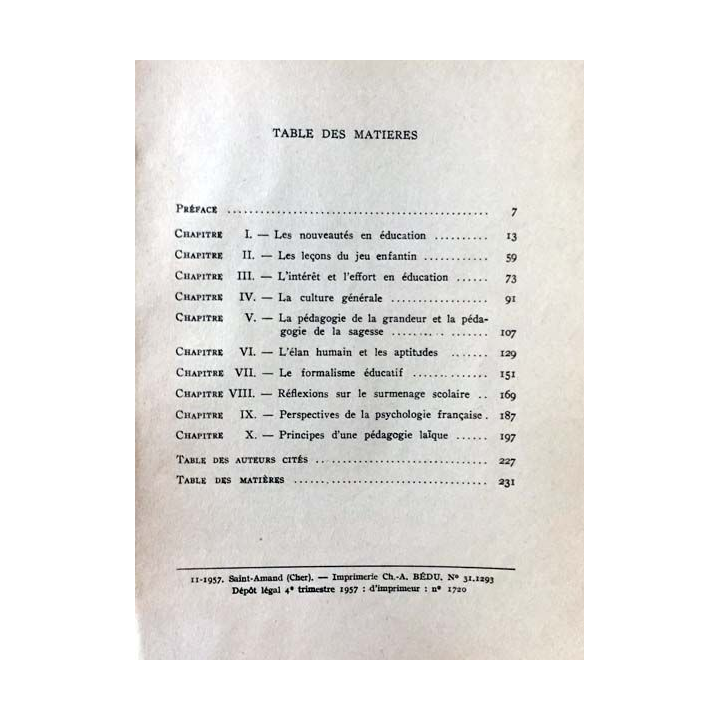 TABLE DES MATIERES
PRÉFACE ........................................... 7
CHAPITRE I. — Les nouveautés en éducation .......... 13
CHAPITRE II. — Les leçons du jeu enfantin ............ 59
CHAPITRE III. — L'intérêt et l'effort en éducation ...... 73
CHAPITRE IV. — La culture générale .................. 91
CHAPITRE V. — La pédagogie de la grandeur et la péda-
gogie de la sagesse .................. 107
CHAPITRE VI. — L'élan humain et les aptitudes ....... 129
CHAPITRE VII. — Le formalisme éducatif .............. 151
CHAPITRE VIII. — Réflexions sur le surmenage scolaire .. 169
CHAPITRE IX. — Perspectives de la psychologie française . 187
CHAPITRE X. — Principes d'une pédagogie laïque ...... 197
TABLE DES AUTEURS CITÉS .............................. 227
TABLE DES MATIÈRES ................................... 231
11-1957. Saint-Amand (Cher). — Imprimerie Ch.-A. BÉDU. N° 31.1293
Dépôt légal 4e trimestre 1957 : d'imprimeur : n° 1720